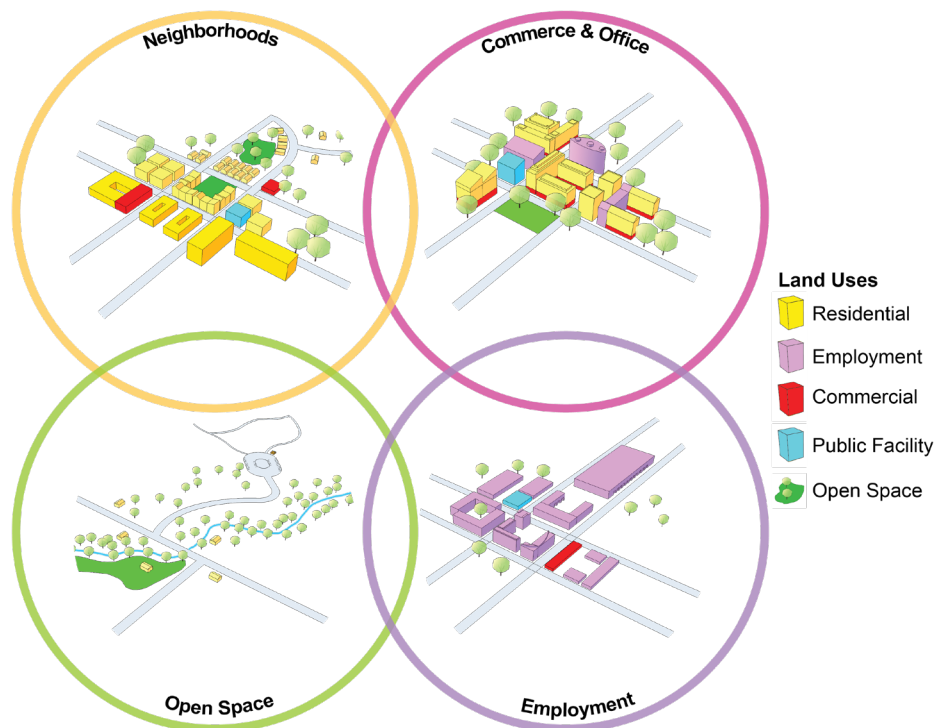 Neighborhoods
Commerce & Office
Land Uses
Residential
Employment
Commercial
Public Facility
Open Space
Open Space
Employment